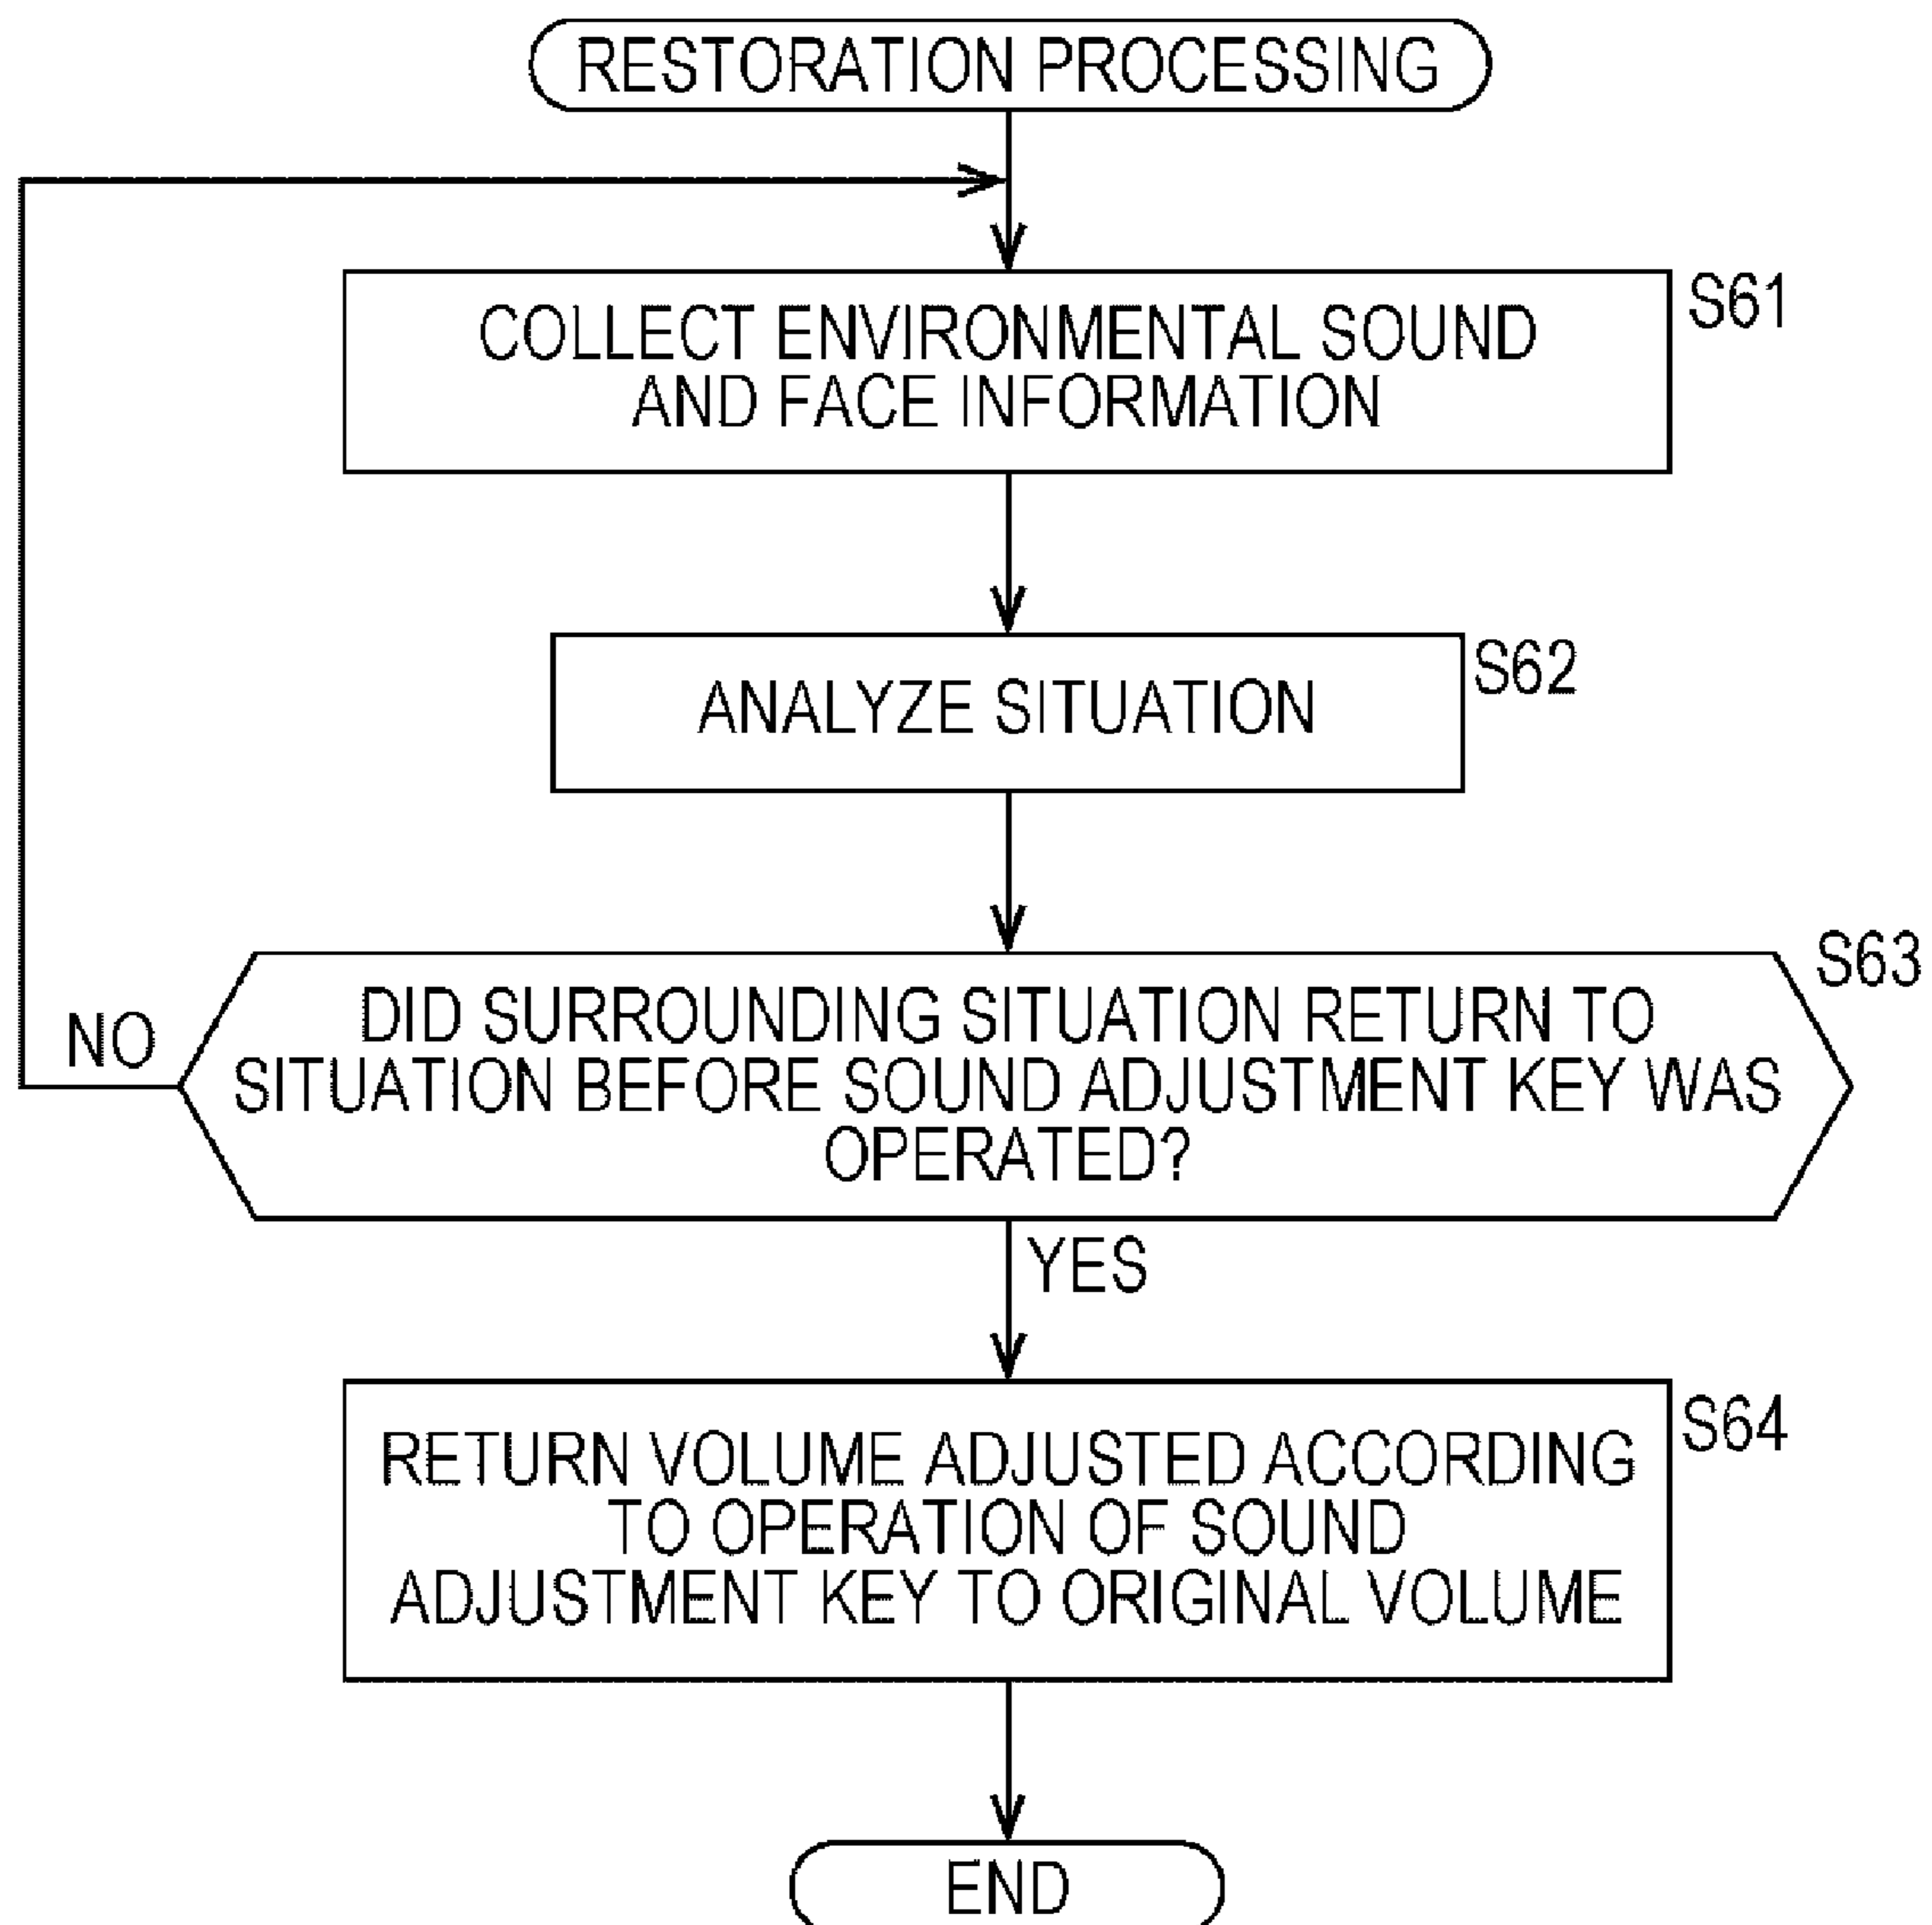 RESTORATION PROCESSING
COLLECT ENVIRONMENTAL SOUND
AND FACE INFORMATION
S61
ANALYZE SITUATION
S62
DID SURROUNDING SITUATION RETURN TO
SITUATION BEFORE SOUND ADJUSTMENT KEY WAS
OPERATED?
S63
NO
YES
RETURN VOLUME ADJUSTED ACCORDING
TO OPERATION OF SOUND
ADJUSTMENT KEY TO ORIGINAL VOLUME
S64
END